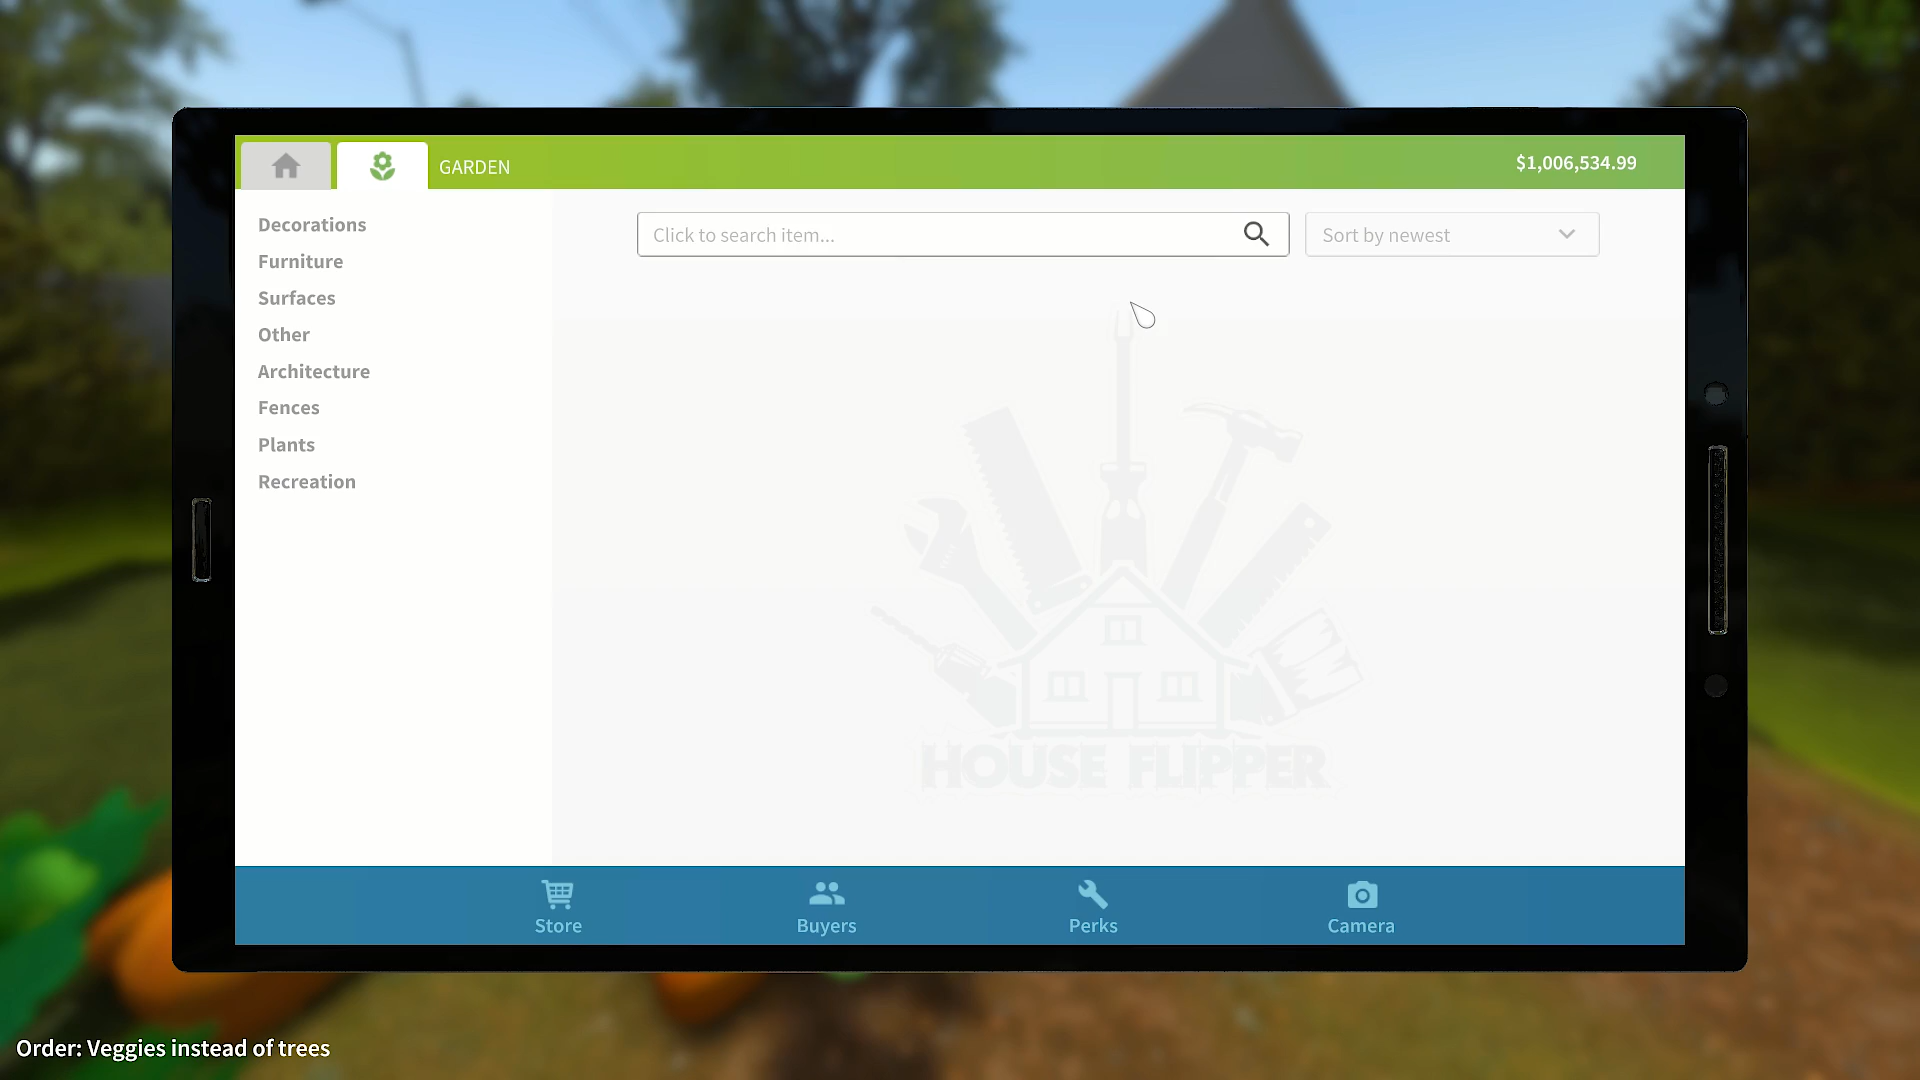 GARDEN
$1,006,534.99
Decorations
Furniture
Surfaces
Other
Architecture
Fences
Plants
Recreation
Click to search item...
Sort by newest
HOUSE FLIPPER
Store
Buyers
Perks
Camera
Order: Veggies instead of trees